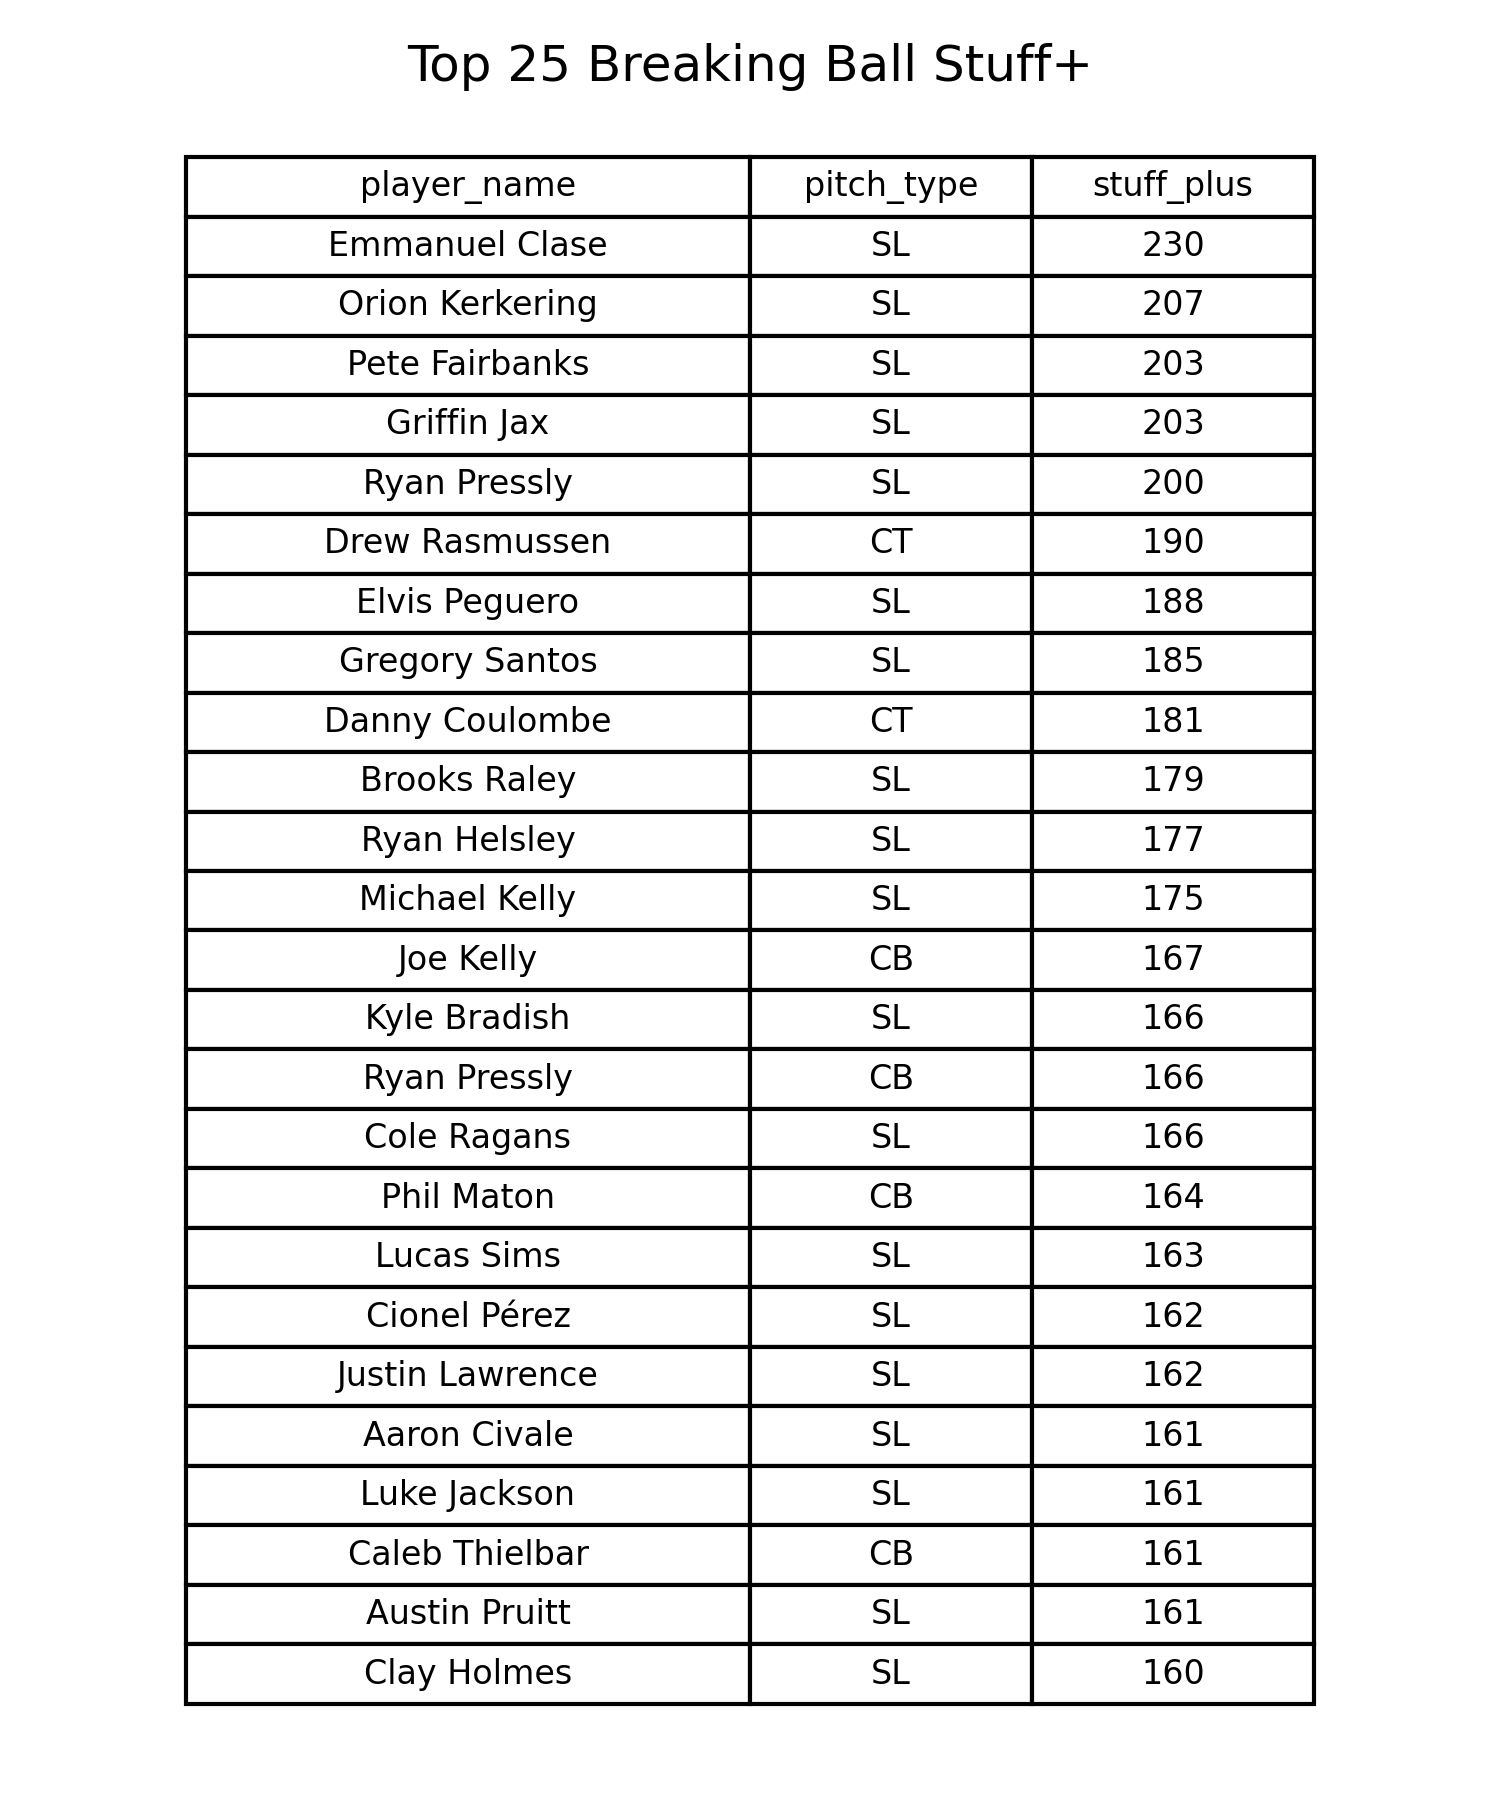 Top 25 Breaking Ball Stuff+
player_name pitch_type stuff_plus
Emmanuel Clase SL 230
Orion Kerkering SL 207
Pete Fairbanks SL 203
Griffin Jax SL 203
Ryan Pressly SL 200
Drew Rasmussen CT 190
Elvis Peguero SL 188
Gregory Santos SL 185
Danny Coulombe CT 181
Brooks Raley SL 179
Ryan Helsley SL 177
Michael Kelly SL 175
Joe Kelly CB 167
Kyle Bradish SL 166
Ryan Pressly CB 166
Cole Ragans SL 166
Phil Maton CB 164
Lucas Sims SL 163
Cionel Pérez SL 162
Justin Lawrence SL 162
Aaron Civale SL 161
Luke Jackson SL 161
Caleb Thielbar CB 161
Austin Pruitt SL 161
Clay Holmes SL 160